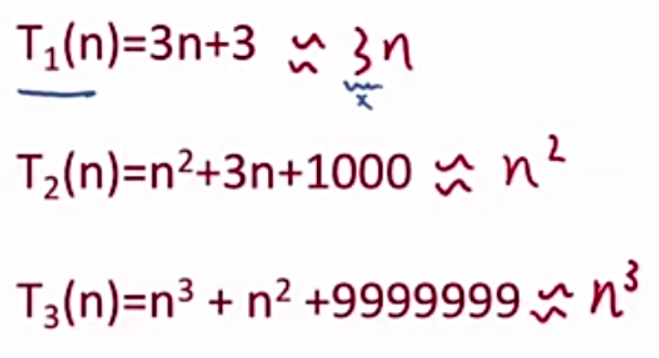 T₁(n)=3n+3 ≈ 3n
x
T₂(n)=n²+3n+1000 ≈ n²
T₃(n)=n³ + n² +9999999 ≈ n³